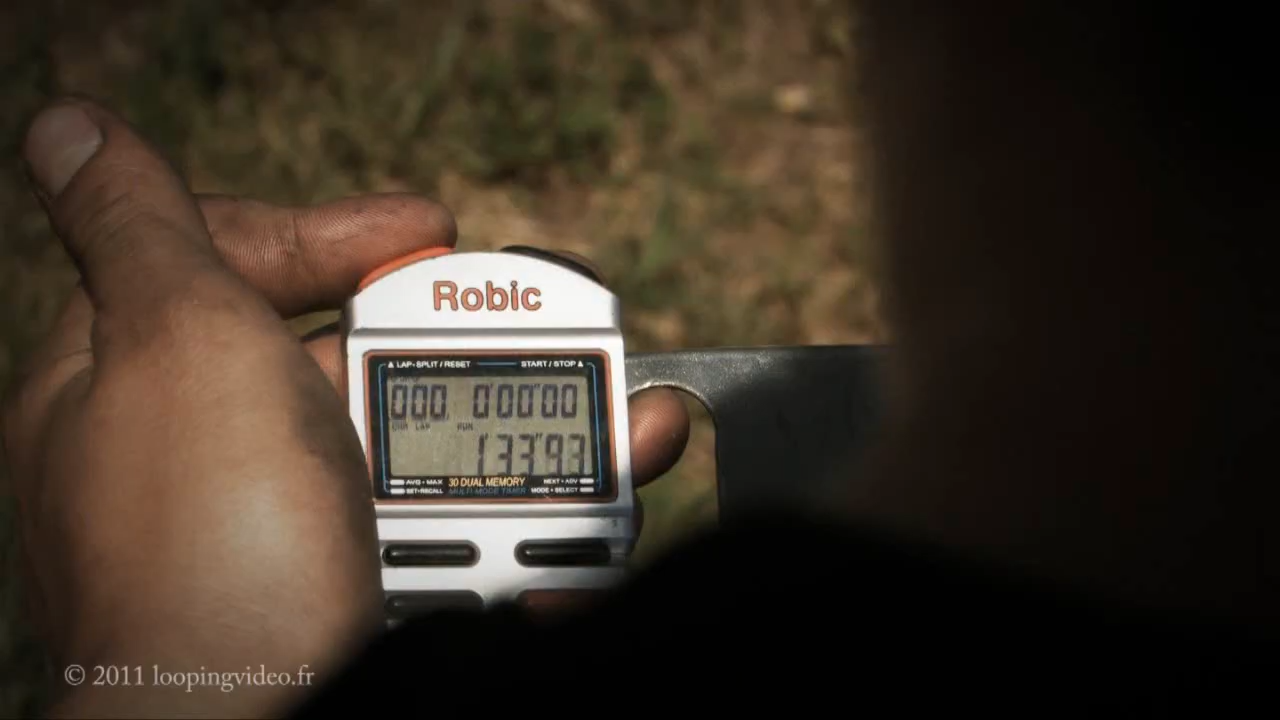 Robic
▲ LAP•SPLIT / RESET START / STOP ▲
000 0'00"00
CUR LAP RUN
1'33"93
AVG • MAX 30 DUAL MEMORY NEXT • ADV
SET•RECALL MULTI-MODE TIMER MODE • SELECT
© 2011 loopingvideo.fr